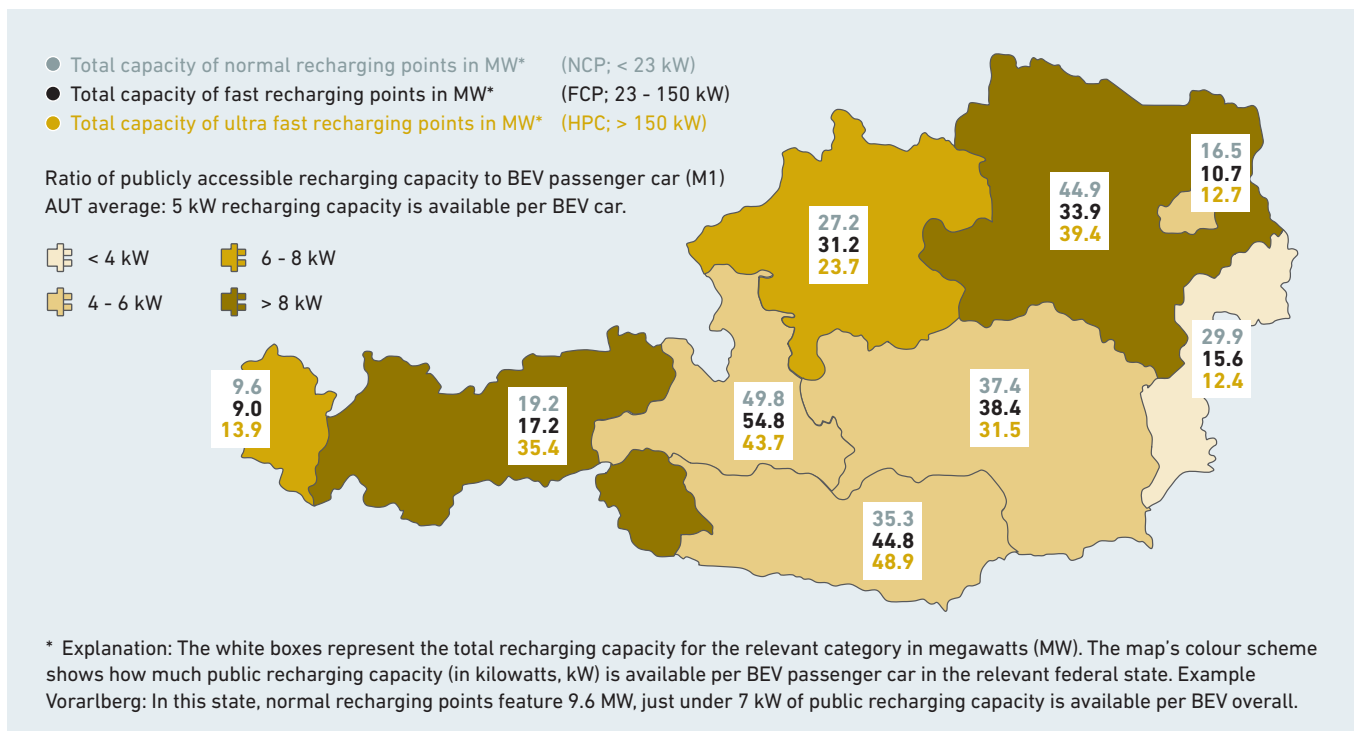 Total capacity of normal recharging points in MW* (NCP; < 23 kW)
Total capacity of fast recharging points in MW* (FCP; 23 - 150 kW)
Total capacity of ultra fast recharging points in MW* (HPC; > 150 kW)
Ratio of publicly accessible recharging capacity to BEV passenger car (M1)
AUT average: 5 kW recharging capacity is available per BEV car.
< 4 kW
6 - 8 kW
4 - 6 kW
> 8 kW
16.5
10.7
12.7
44.9
33.9
39.4
27.2
31.2
23.7
29.9
15.6
12.4
9.6
9.0
13.9
19.2
17.2
35.4
49.8
54.8
43.7
37.4
38.4
31.5
35.3
44.8
48.9
* Explanation: The white boxes represent the total recharging capacity for the relevant category in megawatts (MW). The map’s colour scheme
shows how much public recharging capacity (in kilowatts, kW) is available per BEV passenger car in the relevant federal state. Example
Vorarlberg: In this state, normal recharging points feature 9.6 MW, just under 7 kW of public recharging capacity is available per BEV overall.